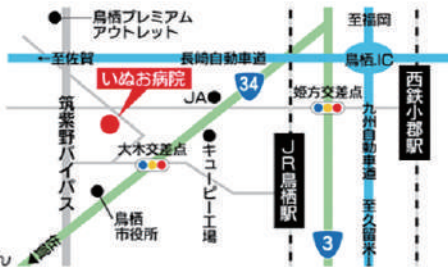 鳥栖プレミアム
アウトレット
至福岡
←至佐賀
長崎自動車道
鳥栖IC
いぬお病院
34
JA
姫方交差点
西鉄小郡駅
筑紫野バイパス
大木交差点
キューピー工場
JR鳥栖駅
九州自動車道
鳥栖
市役所
3
至久留米
佐賀